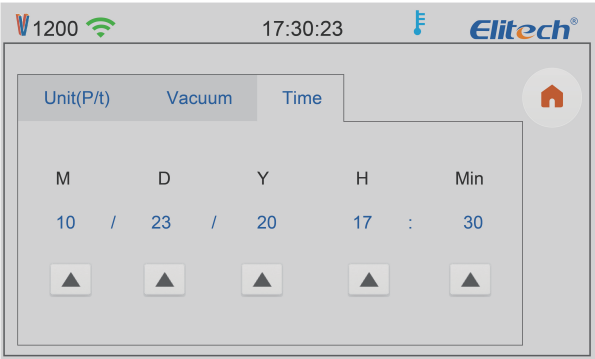 V1200 17:30:23 Elitech®
Unit(P/t) Vacuum Time
M D Y H Min
10 / 23 / 20 17 : 30